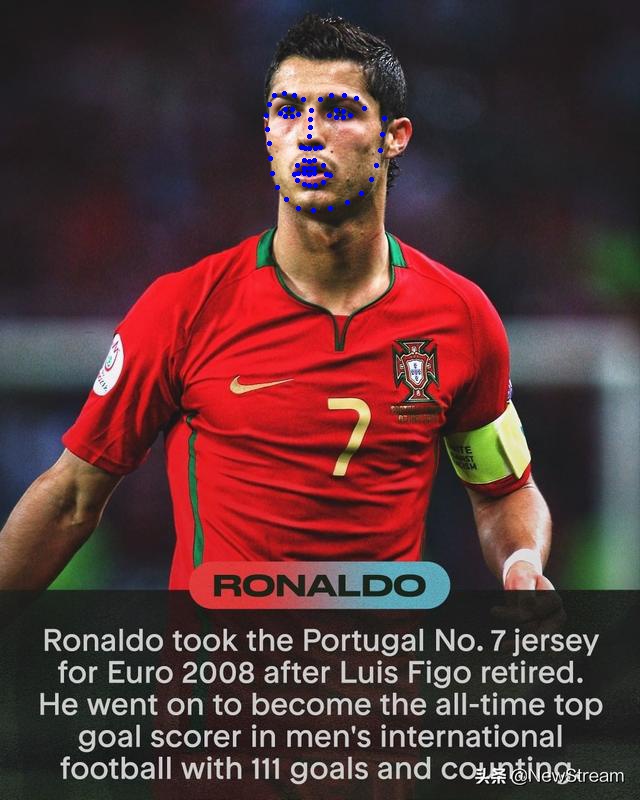 7
RONALDO
Ronaldo took the Portugal No. 7 jersey
for Euro 2008 after Luis Figo retired.
He went on to become the all-time top
goal scorer in men's international
football with 111 goals and counting.
头条 @NewStream